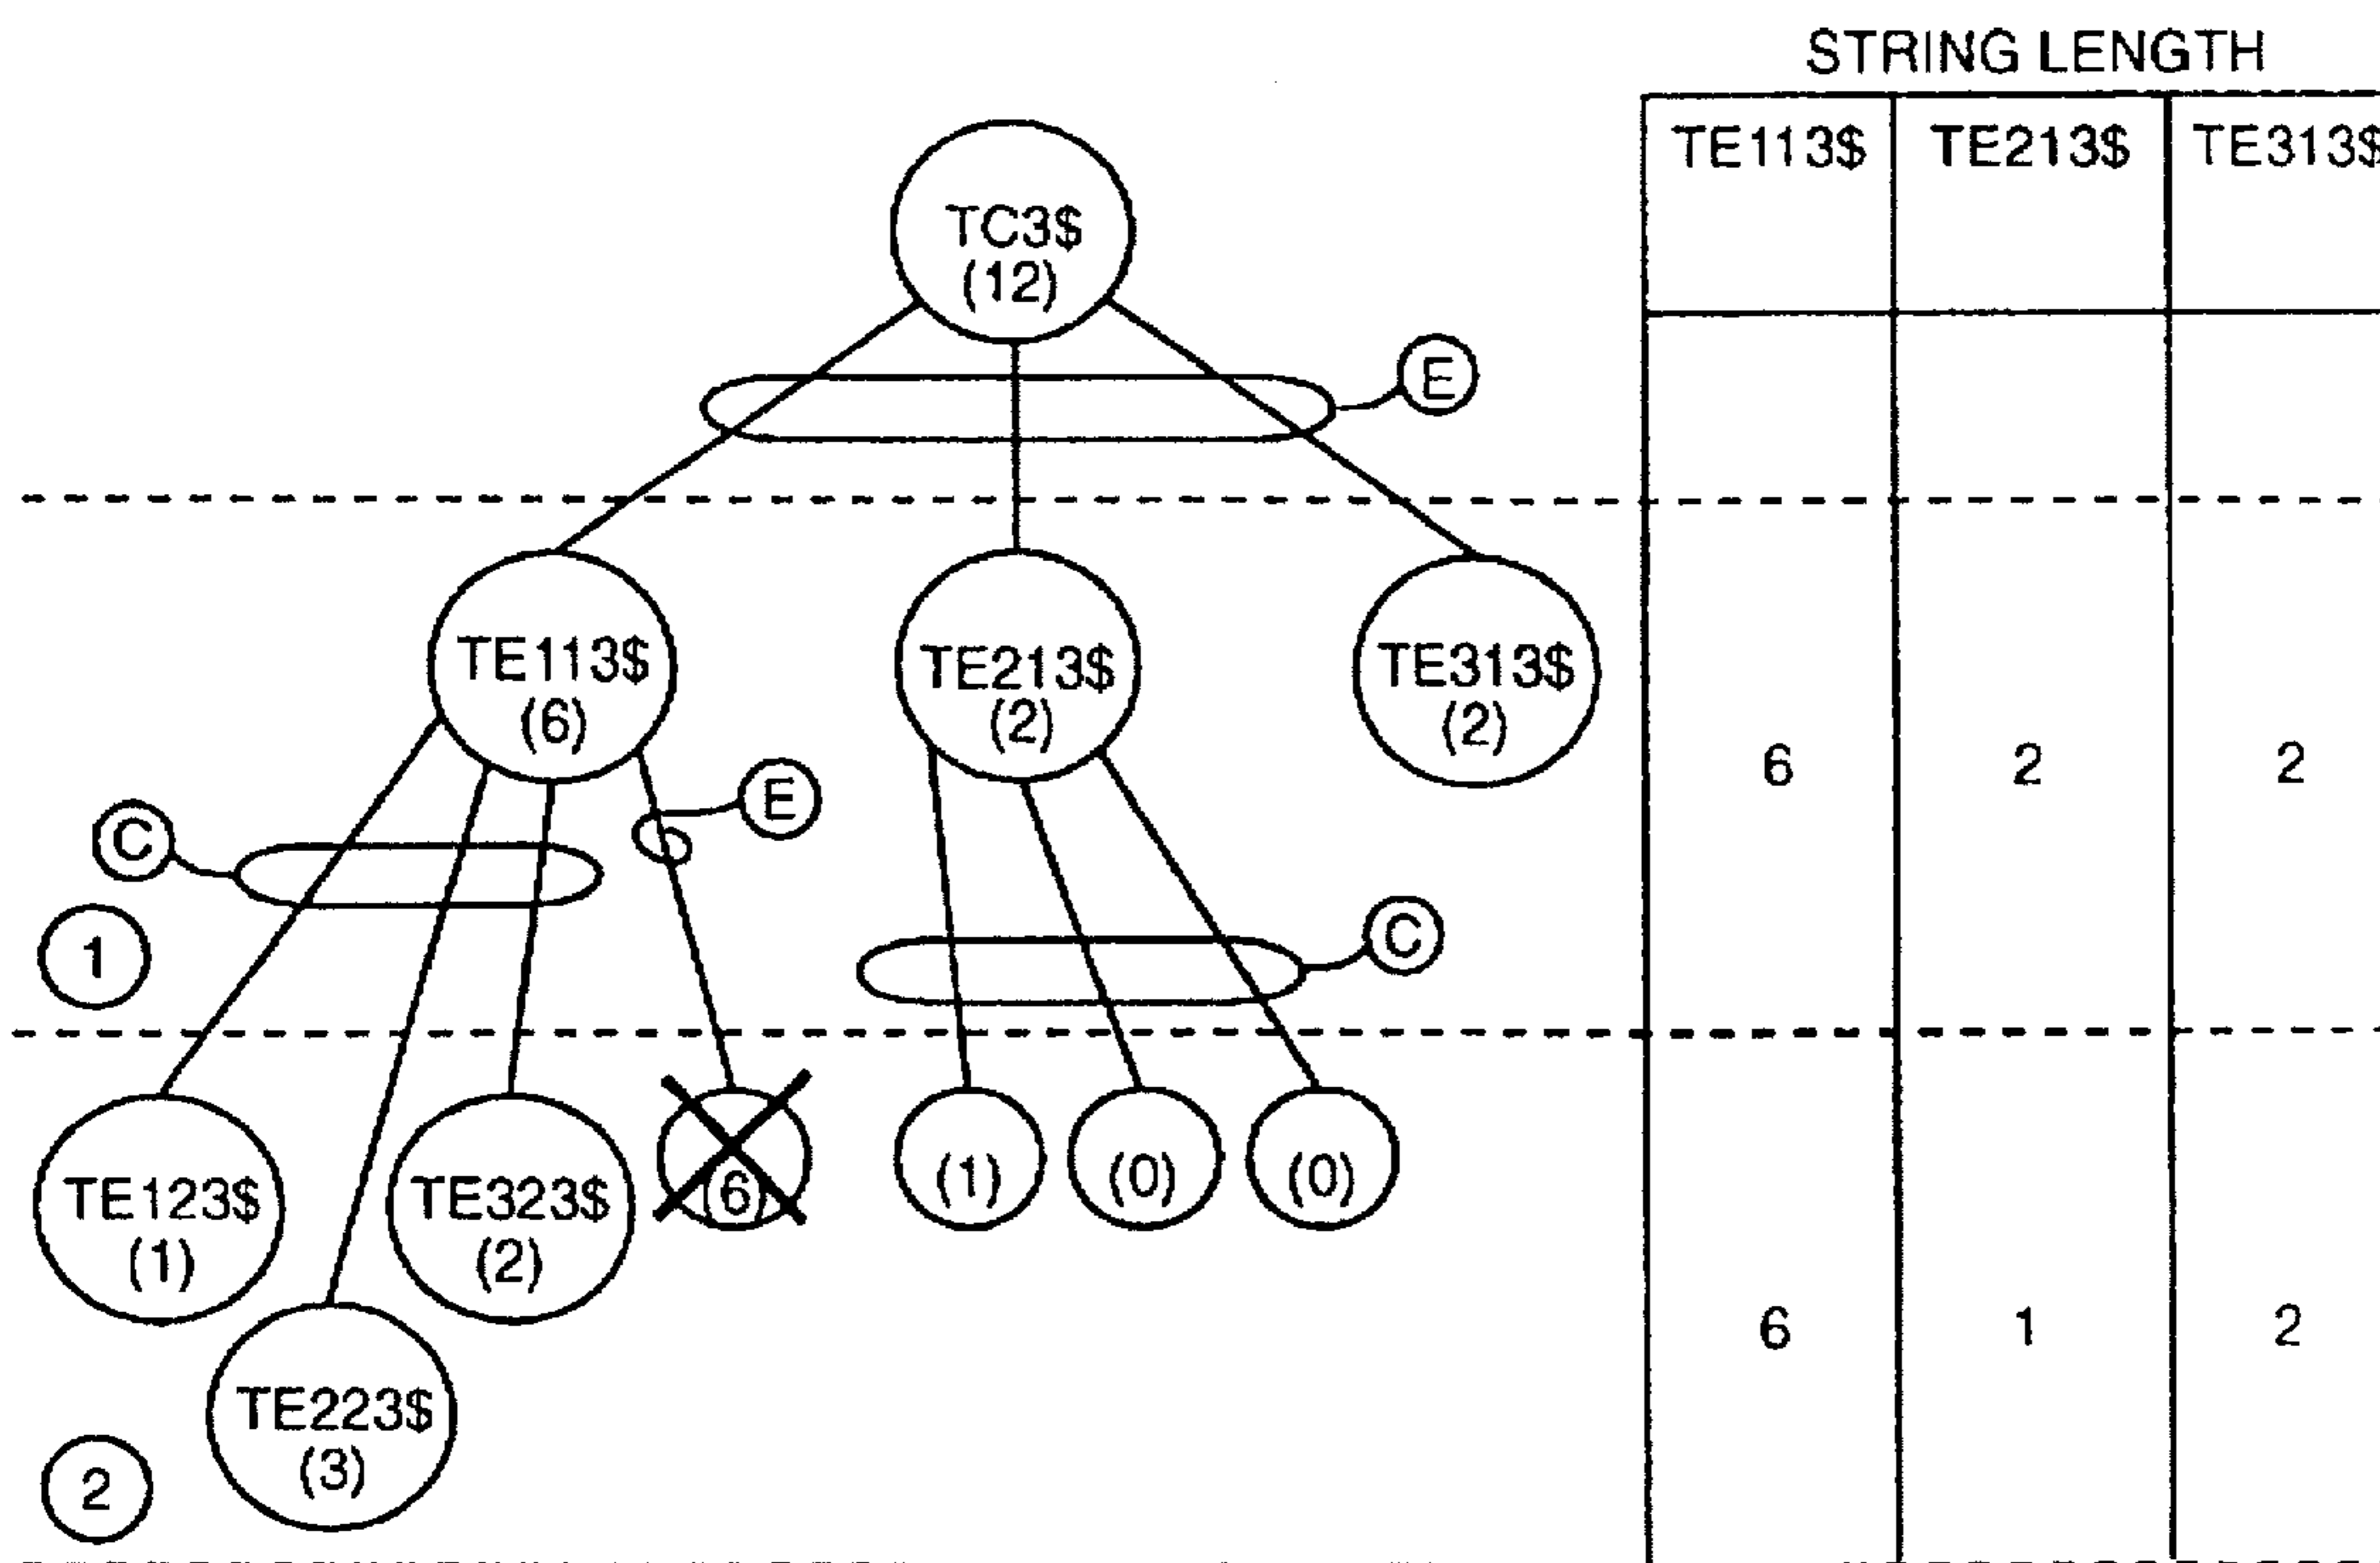 STRING LENGTH
TE113$ TE213$ TE313$
TC3$
(12)
E
TE113$
(6)
TE213$
(2)
TE313$
(2)
6 2 2
E
C
C
1
TE123$
(1)
TE323$
(2)
(6)
(1)
(0)
(0)
6 1 2
TE223$
(3)
2